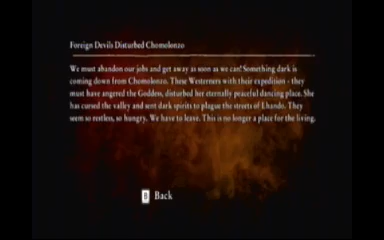 Foreign Devils Disturbed Chomolonzo
We must abandon our jobs and get away as soon as we can! Something dark is
coming down from Chomolonzo. These Westerners with their expedition - they
must have angered the Goddess, disturbed her eternally peaceful dancing place. She
has cursed the valley and sent dark spirits to plague the streets of Lhando. They
seem so restless, so hungry. We have to leave. This is no longer a place for the living.
Back